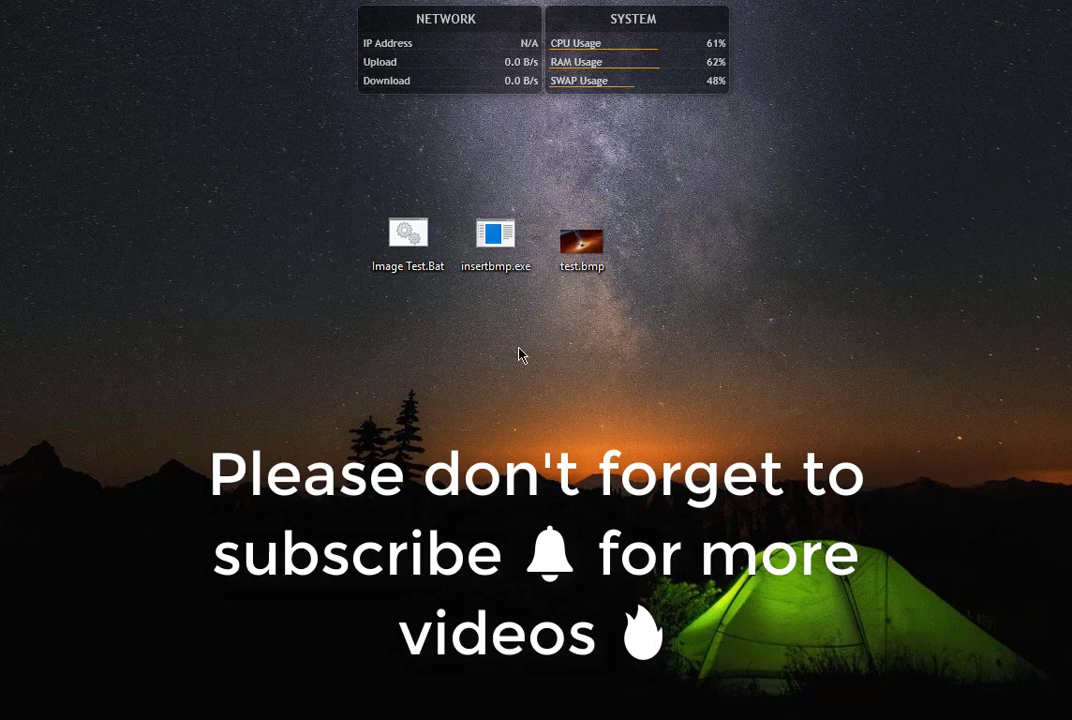 NETWORK
IP Address N/A
Upload 0.0 B/s
Download 0.0 B/s
SYSTEM
CPU Usage 61%
RAM Usage 62%
SWAP Usage 48%
Image Test.Bat
insertbmp.exe
test.bmp
Please don't forget to
subscribe 🔔 for more
videos 🔥